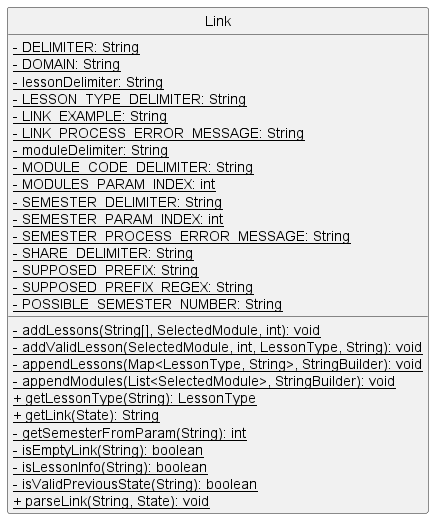 Link
- DELIMITER: String
- DOMAIN: String
- lessonDelimiter: String
- LESSON_TYPE_DELIMITER: String
- LINK_EXAMPLE: String
- LINK_PROCESS_ERROR_MESSAGE: String
- moduleDelimiter: String
- MODULE_CODE_DELIMITER: String
- MODULES_PARAM_INDEX: int
- SEMESTER_DELIMITER: String
- SEMESTER_PARAM_INDEX: int
- SEMESTER_PROCESS_ERROR_MESSAGE: String
- SHARE_DELIMITER: String
- SUPPOSED_PREFIX: String
- SUPPOSED_PREFIX_REGEX: String
- POSSIBLE_SEMESTER_NUMBER: String
- addLessons(String[], SelectedModule, int): void
- addValidLesson(SelectedModule, int, LessonType, String): void
- appendLessons(Map<LessonType, String>, StringBuilder): void
- appendModules(List<SelectedModule>, StringBuilder): void
+ getLessonType(String): LessonType
+ getLink(State): String
- getSemesterFromParam(String): int
- isEmptyLink(String): boolean
- isLessonInfo(String): boolean
- isValidPreviousState(String): boolean
+ parseLink(String, State): void